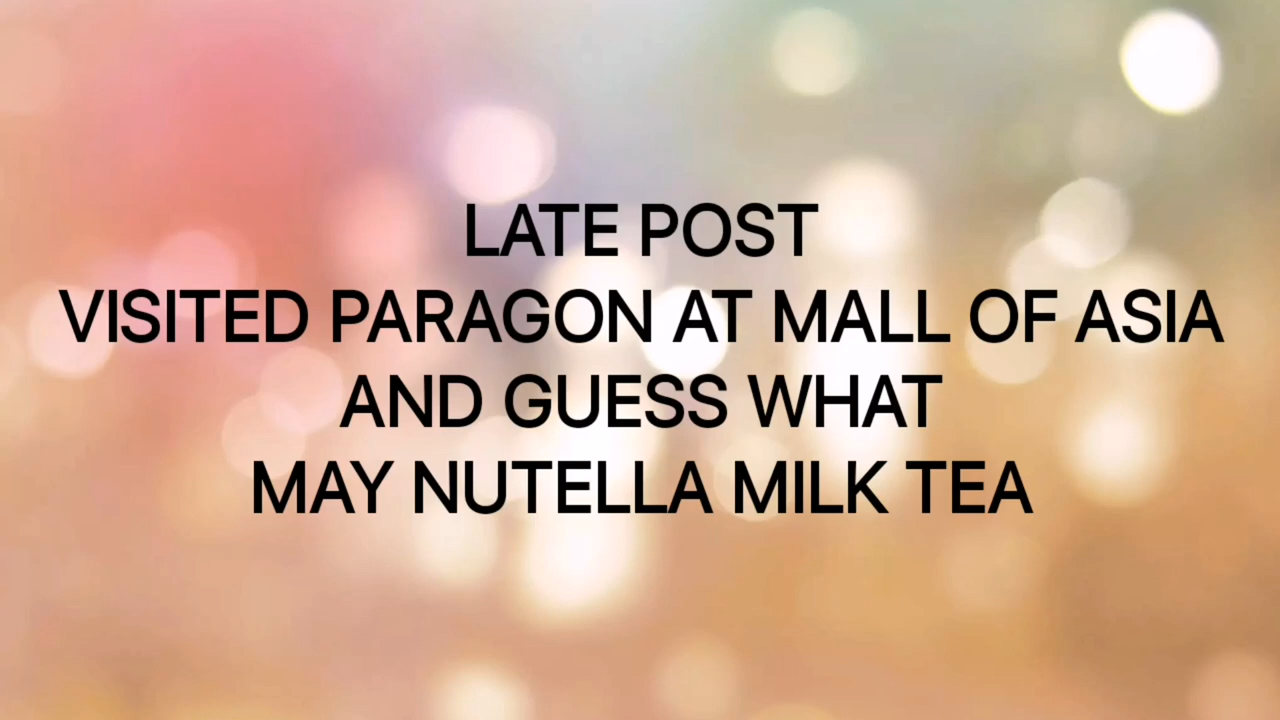 LATE POST
VISITED PARAGON AT MALL OF ASIA
AND GUESS WHAT
MAY NUTELLA MILK TEA